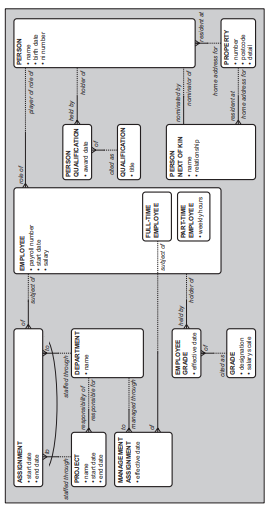 ASSIGNMENT
• start date
• end date
of
subject of
EMPLOYEE
• payroll number
• start date
• salary
role of
player of role of
PERSON
• name
• birth date
• ni number
to
staffed through
to
staffed through
held by
holder of
nominated by
nominator of
resident at
PROJECT
• name
• start date
• end date
responsibility of
responsible for
DEPARTMENT
• name
PERSON
QUALIFICATION
• award date
of
cited as
QUALIFICATION
• title
FULL-TIME
EMPLOYEE
PART-TIME
EMPLOYEE
• weekly hours
PERSON
NEXT OF KIN
• name
• relationship
resident at
home address for
home address for
PROPERTY
• number
• postcode
• detail
MANAGEMENT
ASSIGNMENT
• effective date
to
managed through
of
subject of
held by
holder of
EMPLOYEE
GRADE
• effective date
of
cited as
GRADE
• designation
• salary scale